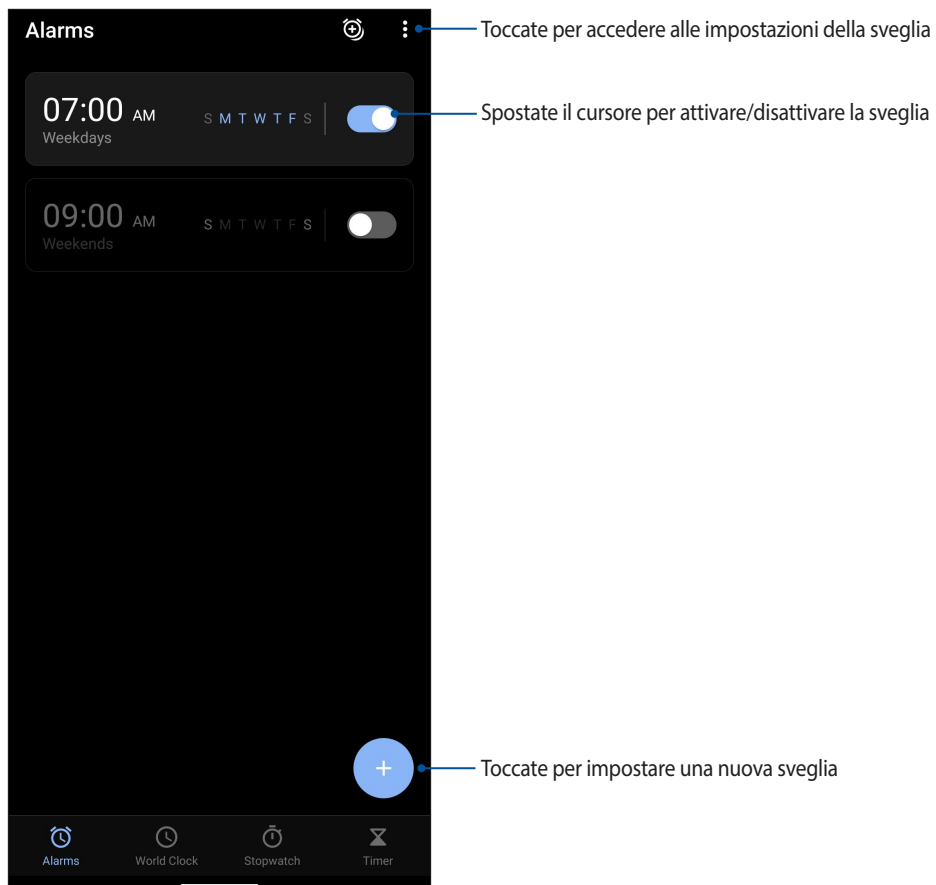 Alarms
Toccate per accedere alle impostazioni della sveglia
07:00 AM S M T W T F S
Weekdays
Spostate il cursore per attivare/disattivare la sveglia
09:00 AM S M T W T F S
Weekends
+
Toccate per impostare una nuova sveglia
Alarms World Clock Stopwatch Timer